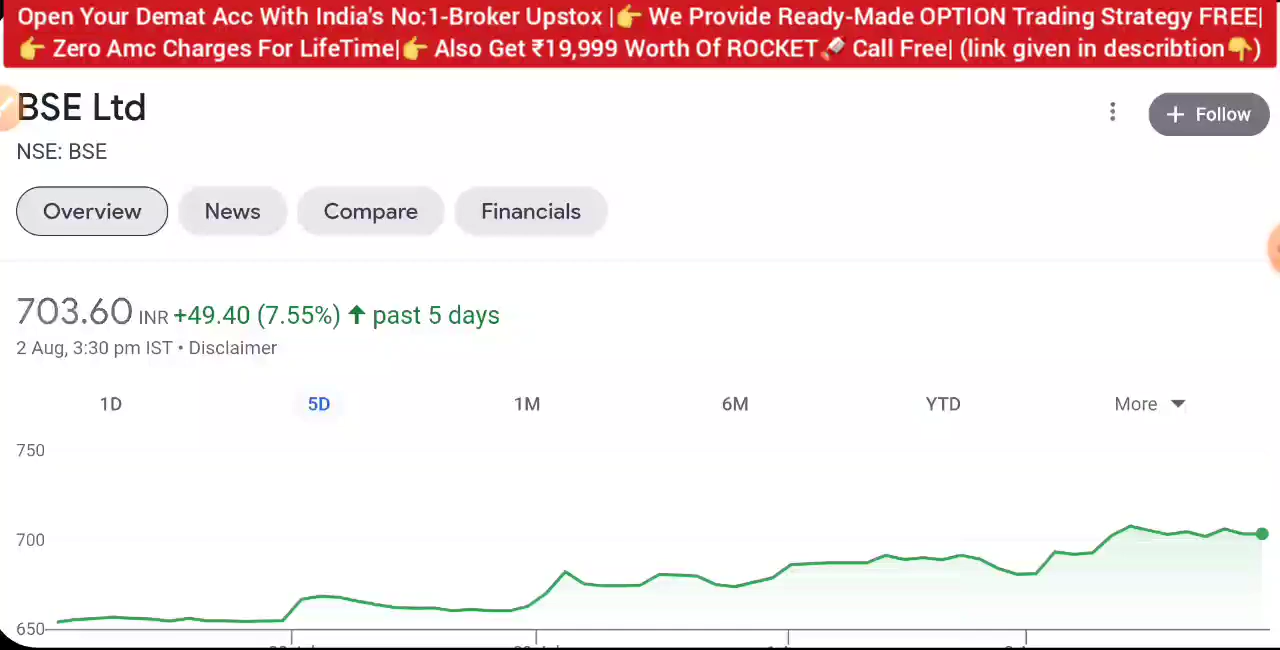 Open Your Demat Acc With India's No:1-Broker Upstox |👉 We Provide Ready-Made OPTION Trading Strategy FREE|
👉 Zero Amc Charges For LifeTime|👉 Also Get ₹19,999 Worth Of ROCKET🚀 Call Free| (link given in describtion👇)
BSE Ltd
+ Follow
NSE: BSE
Overview News Compare Financials
703.60 INR +49.40 (7.55%) ↑ past 5 days
2 Aug, 3:30 pm IST • Disclaimer
1D 5D 1M 6M YTD More
750
700
650